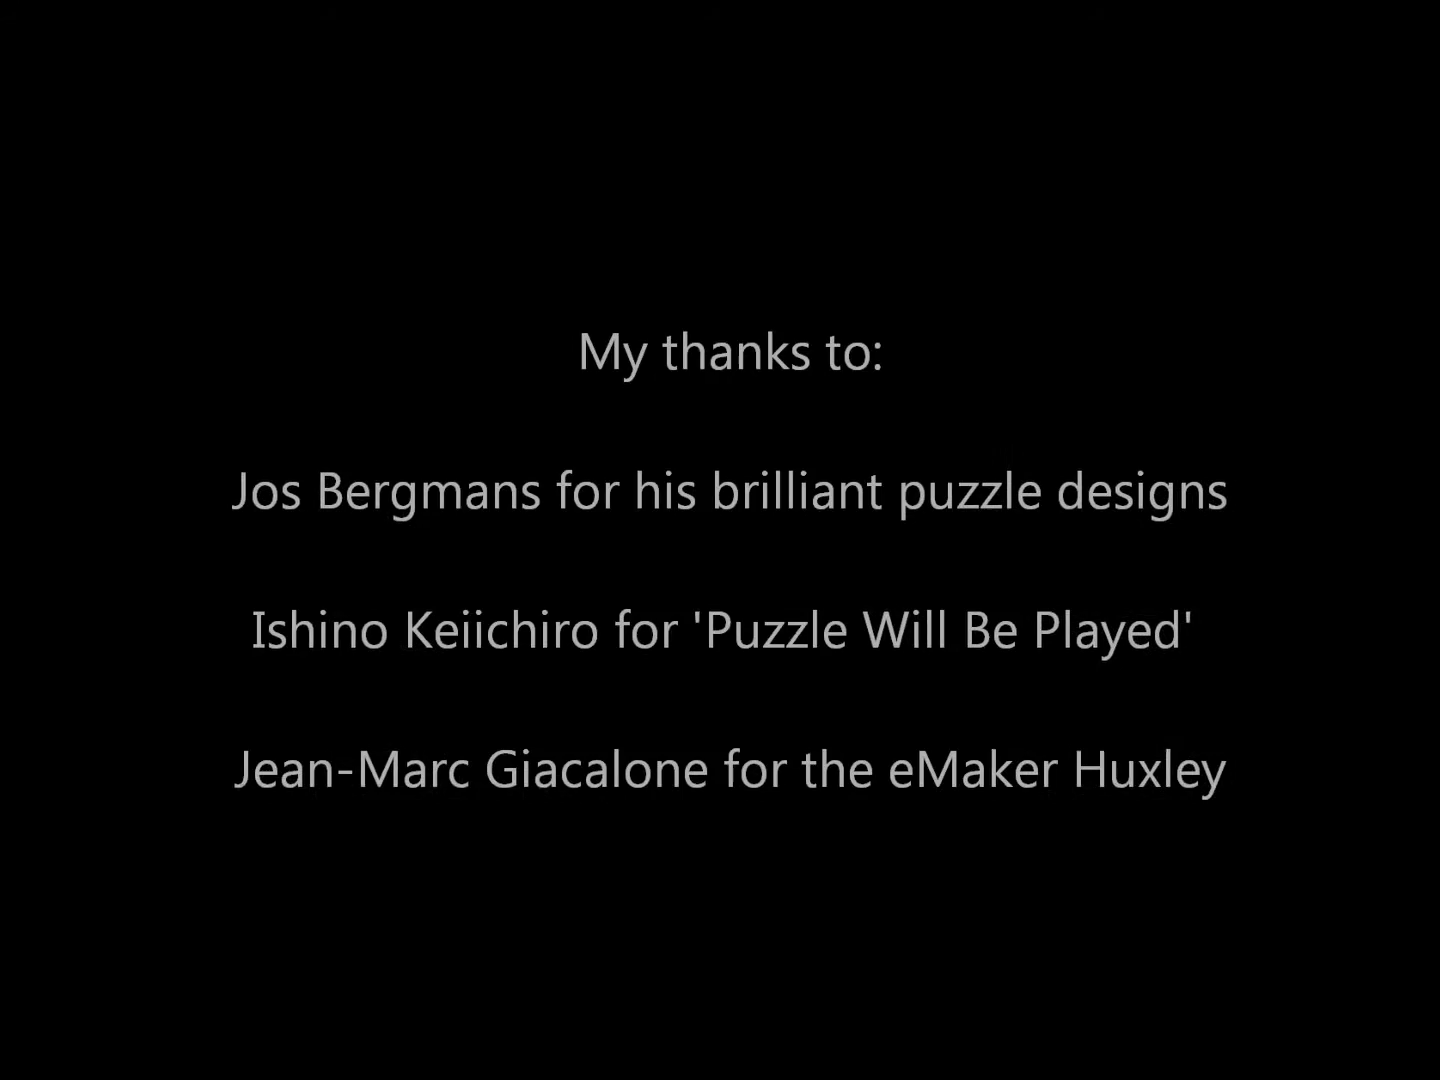 My thanks to:
Jos Bergmans for his brilliant puzzle designs
Ishino Keiichiro for 'Puzzle Will Be Played'
Jean-Marc Giacalone for the eMaker Huxley